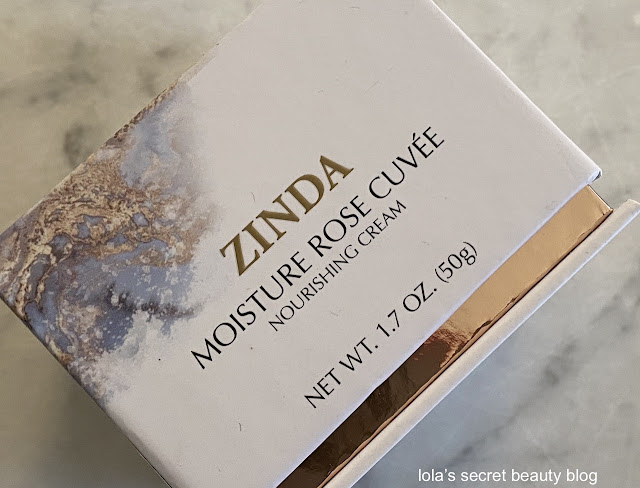 ZINDA
MOISTURE ROSE CUVÉE
NOURISHING CREAM
NET WT. 1.7 OZ. (50g)
lola's secret beauty blog